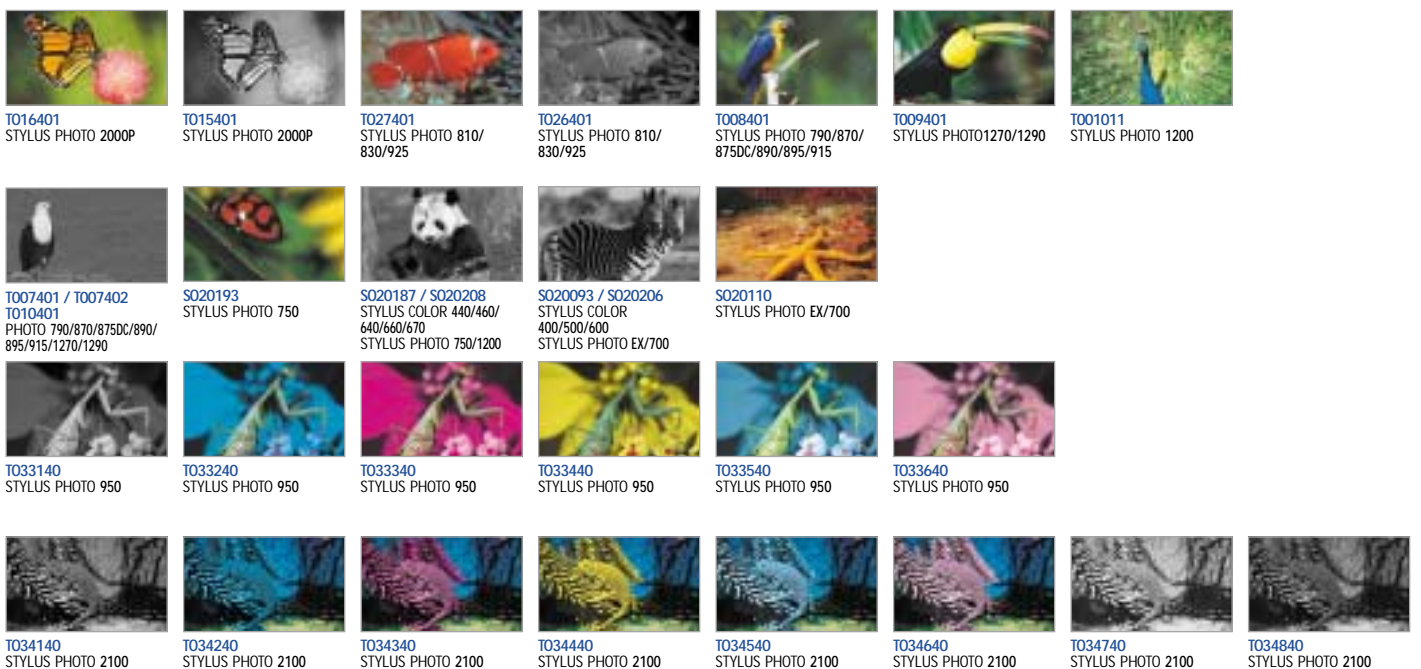 T016401
STYLUS PHOTO 2000P
T015401
STYLUS PHOTO 2000P
T027401
STYLUS PHOTO 810/
830/925
T026401
STYLUS PHOTO 810/
830/925
T008401
STYLUS PHOTO 790/870/
875DC/890/895/915
T009401
STYLUS PHOTO1270/1290
T001011
STYLUS PHOTO 1200
T007401 / T007402
T010401
PHOTO 790/870/875DC/890/
895/915/1270/1290
S020193
STYLUS PHOTO 750
S020187 / S020208
STYLUS COLOR 440/460/
640/660/670
STYLUS PHOTO 750/1200
S020093 / S020206
STYLUS COLOR
400/500/600
STYLUS PHOTO EX/700
S020110
STYLUS PHOTO EX/700
T033140
STYLUS PHOTO 950
T033240
STYLUS PHOTO 950
T033340
STYLUS PHOTO 950
T033440
STYLUS PHOTO 950
T033540
STYLUS PHOTO 950
T033640
STYLUS PHOTO 950
T034140
STYLUS PHOTO 2100
T034240
STYLUS PHOTO 2100
T034340
STYLUS PHOTO 2100
T034440
STYLUS PHOTO 2100
T034540
STYLUS PHOTO 2100
T034640
STYLUS PHOTO 2100
T034740
STYLUS PHOTO 2100
T034840
STYLUS PHOTO 2100